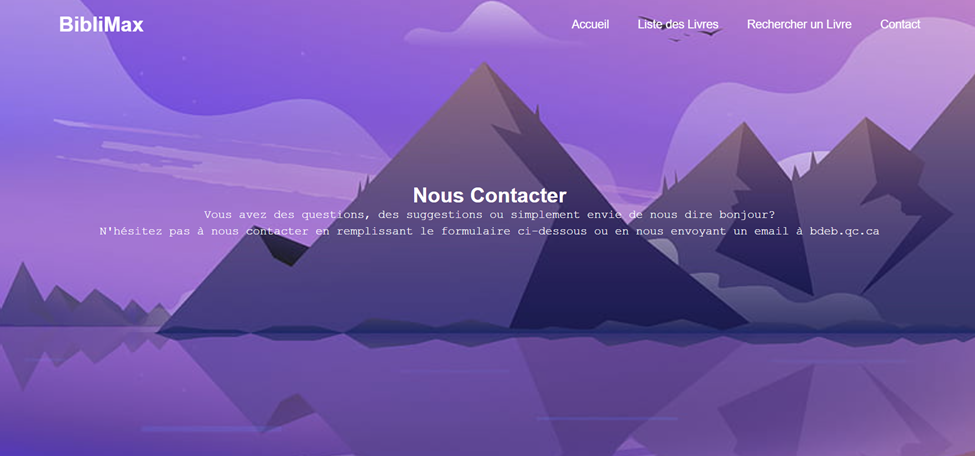 BibliMax
Accueil Liste des Livres Rechercher un Livre Contact
Nous Contacter
Vous avez des questions, des suggestions ou simplement envie de nous dire bonjour?
N'hésitez pas à nous contacter en remplissant le formulaire ci-dessous ou en nous envoyant un email à bdeb.qc.ca